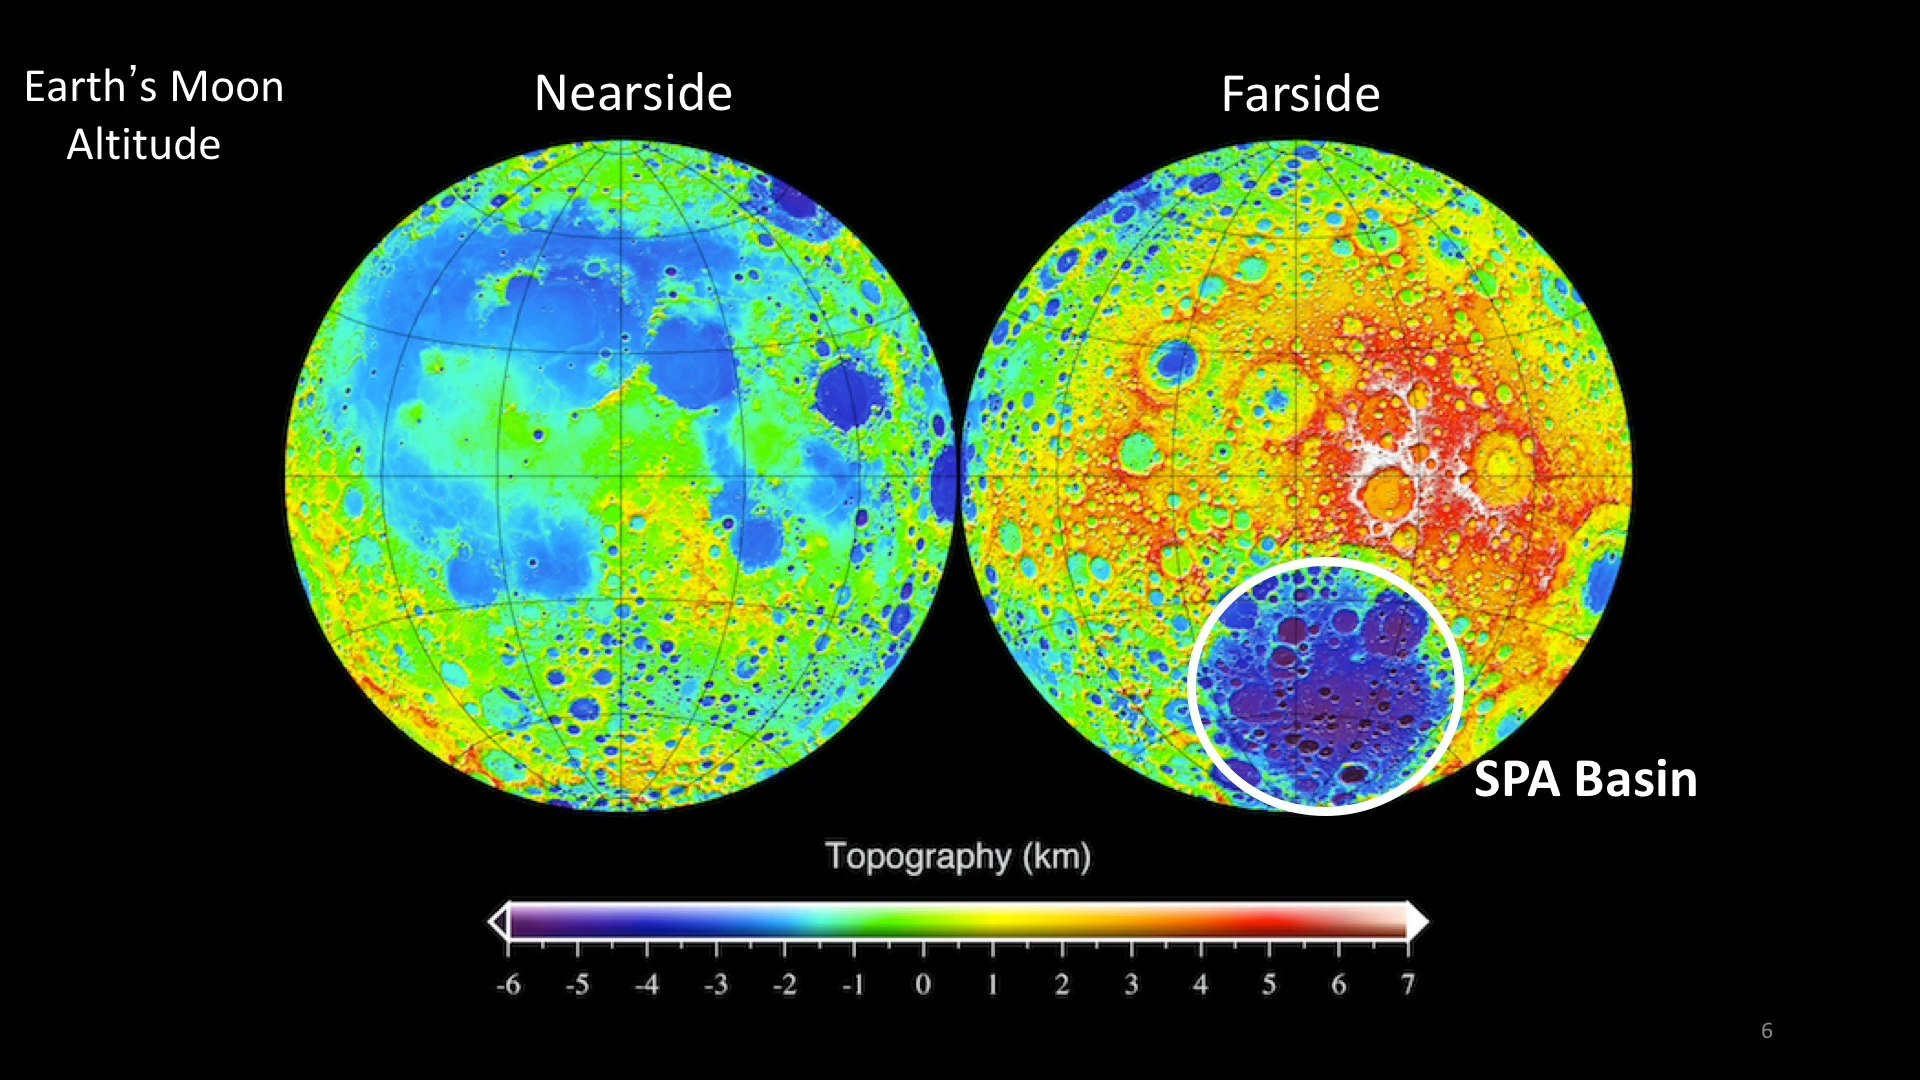 Earth’s Moon
Altitude
Nearside
Farside
SPA Basin
Topography (km)
-6 -5 -4 -3 -2 -1 0 1 2 3 4 5 6 7
6